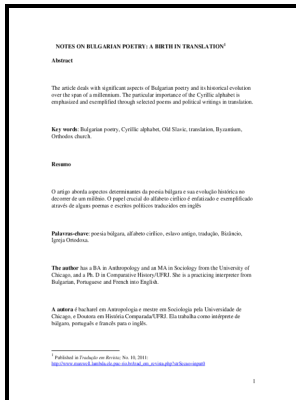 NOTES ON BULGARIAN POETRY: A BIRTH IN TRANSLATION¹
Abstract
The article deals with significant aspects of Bulgarian poetry and its historical evolution
over the span of a millennium. The particular importance of the Cyrillic alphabet is
emphasized and exemplified through selected poems and political writings in translation.
Key words: Bulgarian poetry, Cyrillic alphabet, Old Slavic, translation, Byzantium,
Orthodox church.
Resumo
O artigo aborda aspectos determinantes da poesia búlgara e sua evolução histórica no
decorrer de um milênio. O papel crucial do alfabeto cirílico é enfatizado e exemplificado
através de alguns poemas e escritos políticos traduzidos em inglês
Palavras-chave: poesia búlgara, alfabeto cirílico, eslavo antigo, tradução, Bizâncio,
Igreja Ortodoxa.
The author has a BA in Anthropology and an MA in Sociology from the University of
Chicago, and a Ph. D in Comparative History/UFRJ. She is a practicing interpreter from
Bulgarian, Portuguese and French into English.
A autora é bacharel em Antropologia e mestre em Sociologia pela Universidade de
Chicago, e Doutora em História Comparada/UFRJ. Ela trabalha como intérprete de
búlgaro, português e francês para o inglês.
¹ Published in Tradução em Revista, No. 10, 2011:
1